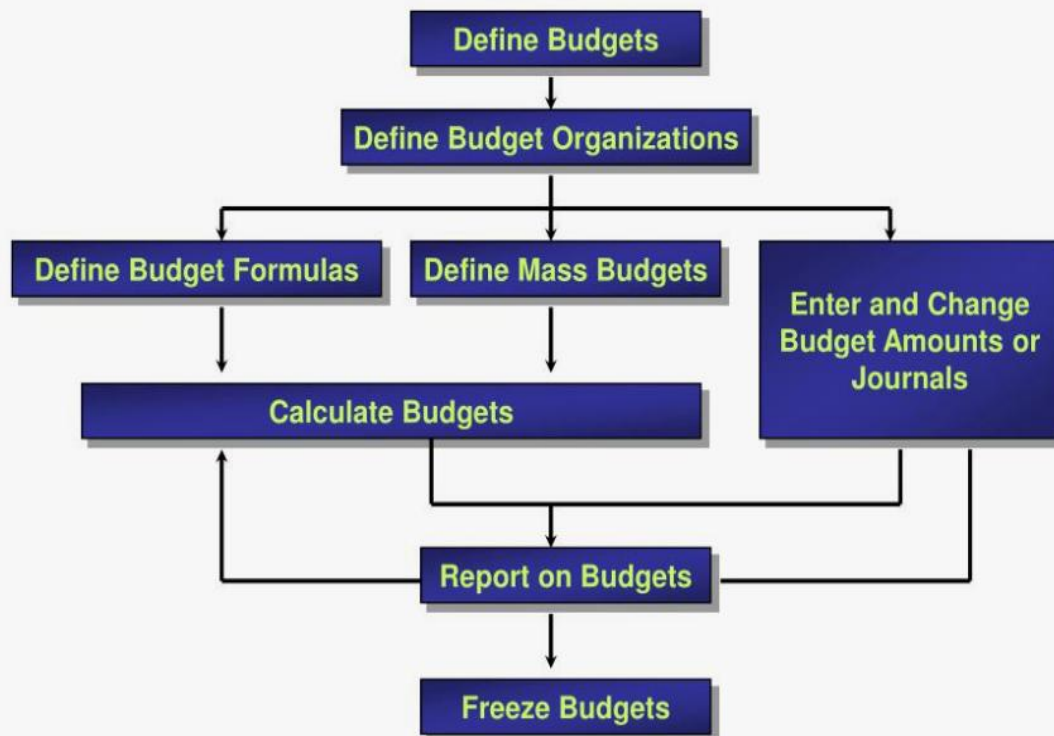 Define Budgets
Define Budget Organizations
Define Budget Formulas
Define Mass Budgets
Enter and Change
Budget Amounts or
Journals
Calculate Budgets
Report on Budgets
Freeze Budgets